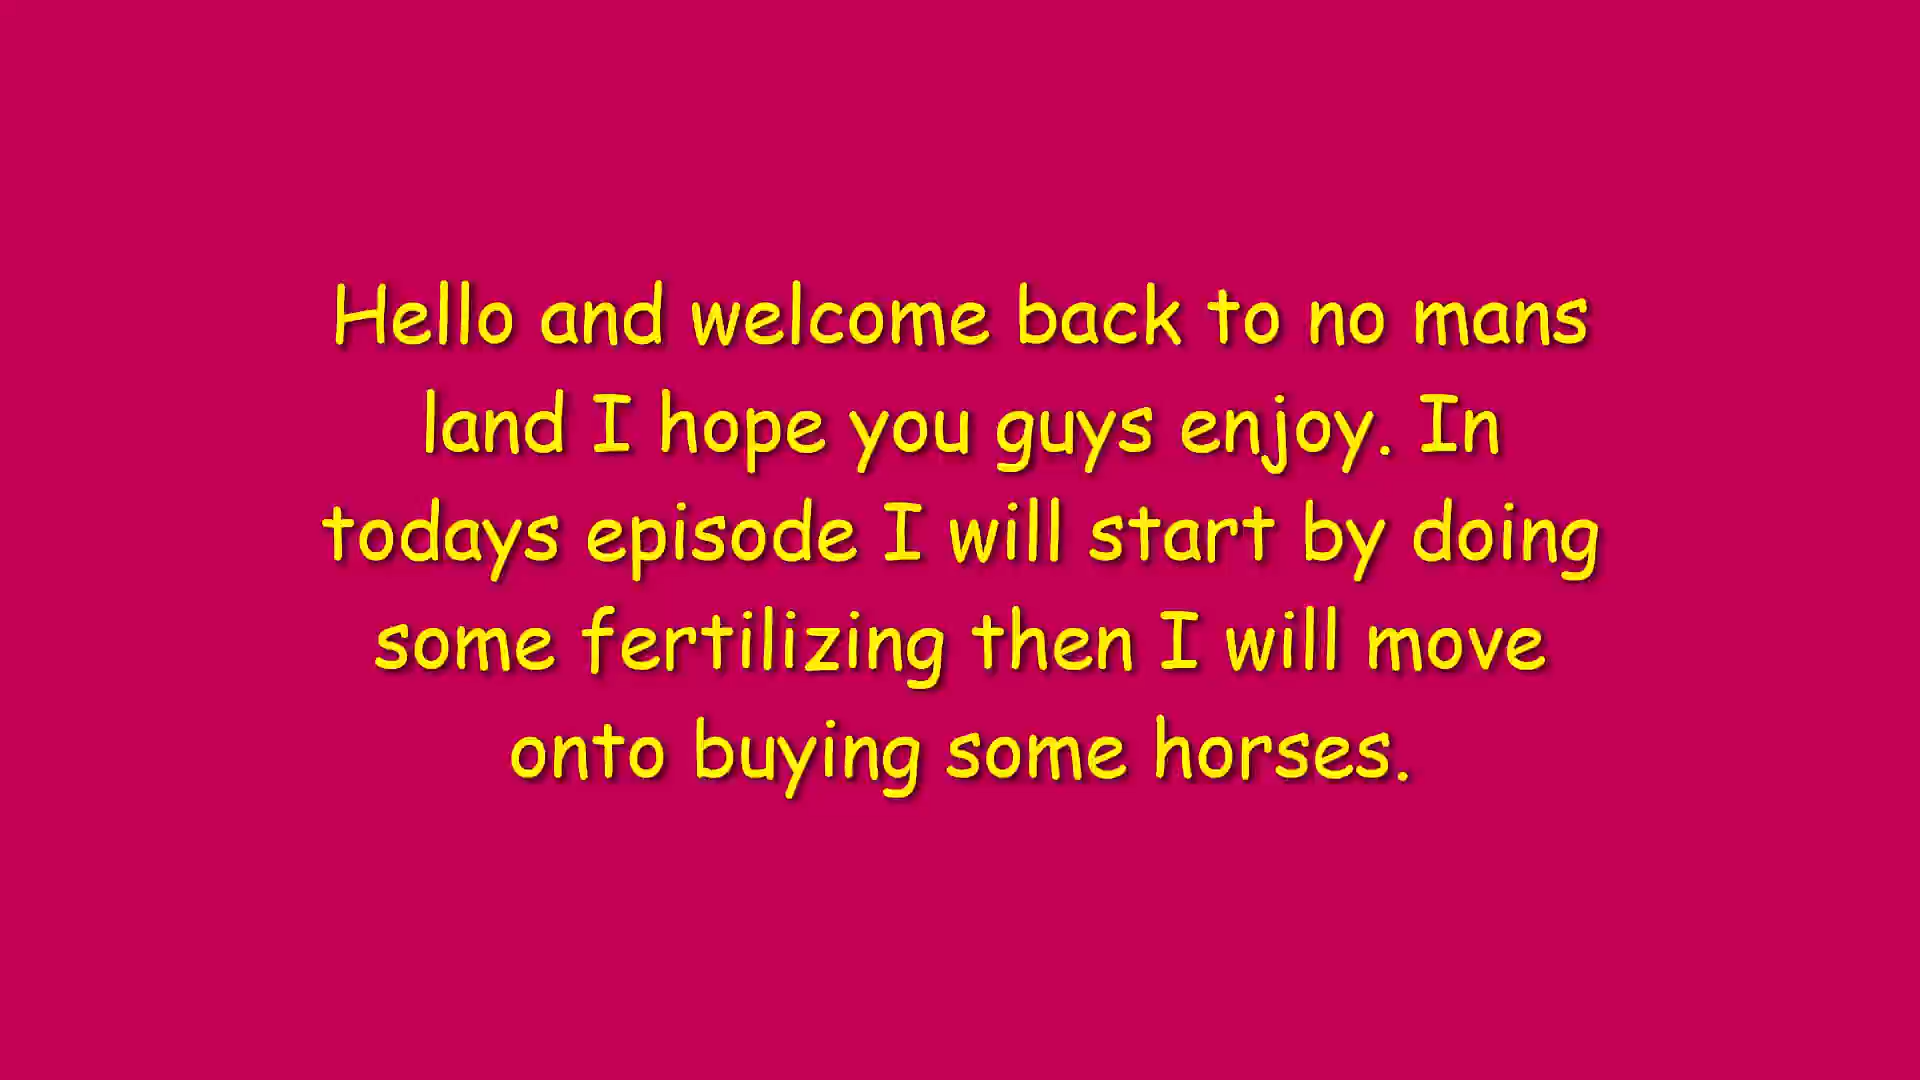 Hello and welcome back to no mans
land I hope you guys enjoy. In
todays episode I will start by doing
some fertilizing then I will move
onto buying some horses.